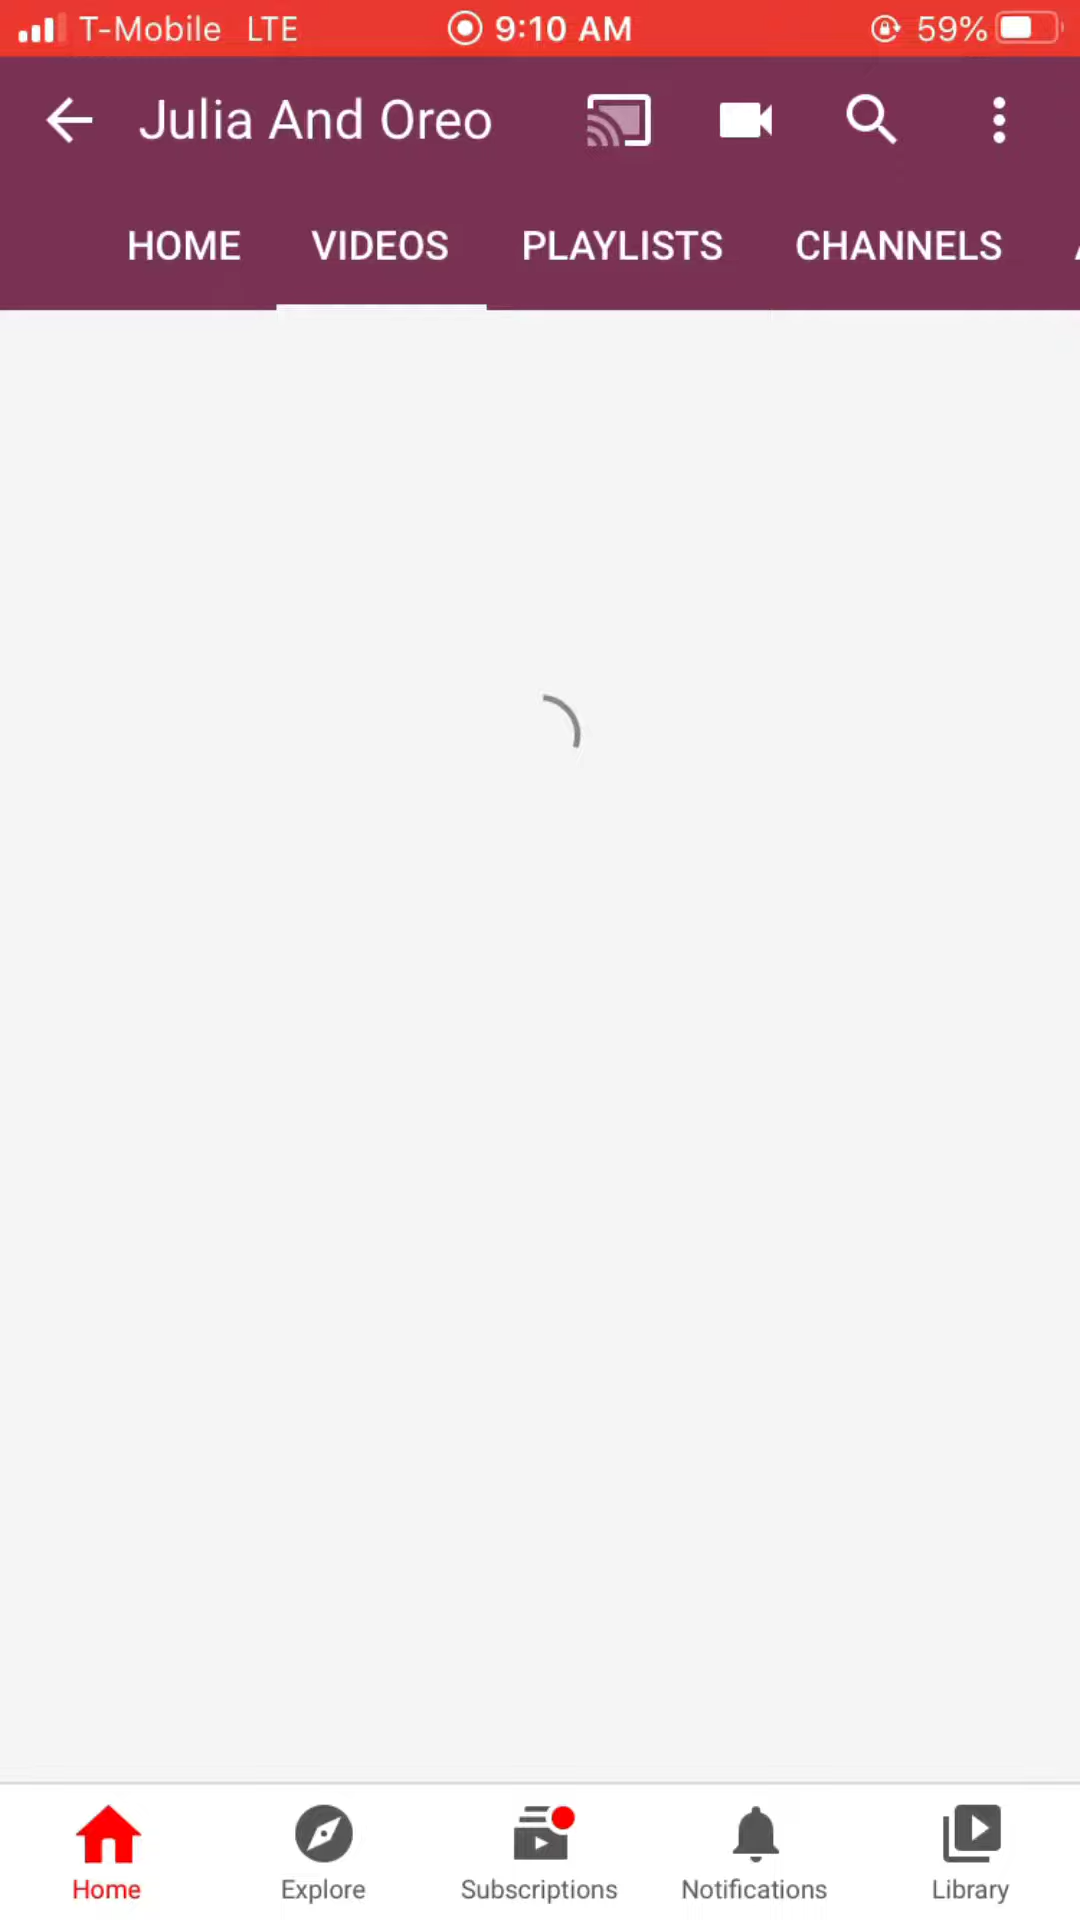 T-Mobile LTE 9:10 AM 59%
Julia And Oreo
HOME VIDEOS PLAYLISTS CHANNELS
Home Explore Subscriptions Notifications Library